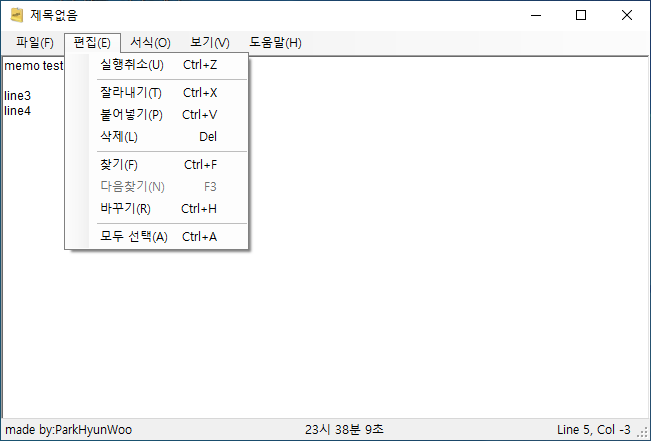 제목없음
파일(F) 편집(E) 서식(O) 보기(V) 도움말(H)
memo test
line3
line4
실행취소(U) Ctrl+Z
잘라내기(T) Ctrl+X
붙어넣기(P) Ctrl+V
삭제(L) Del
찾기(F) Ctrl+F
다음찾기(N) F3
바꾸기(R) Ctrl+H
모두 선택(A) Ctrl+A
made by:ParkHyunWoo 23시 38분 9초 Line 5, Col -3